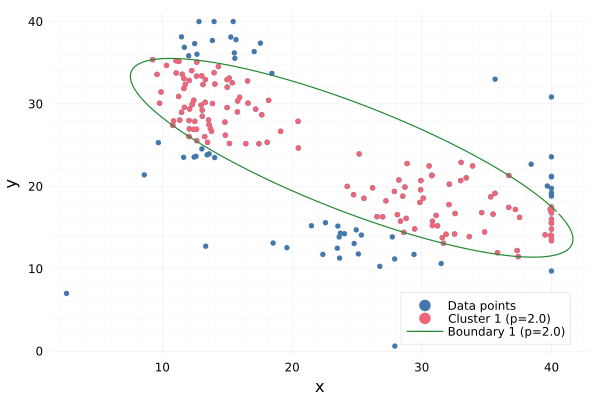 40
30
y
20
10
Data points
Cluster 1 (p=2.0)
Boundary 1 (p=2.0)
0
10 20 30 40
x